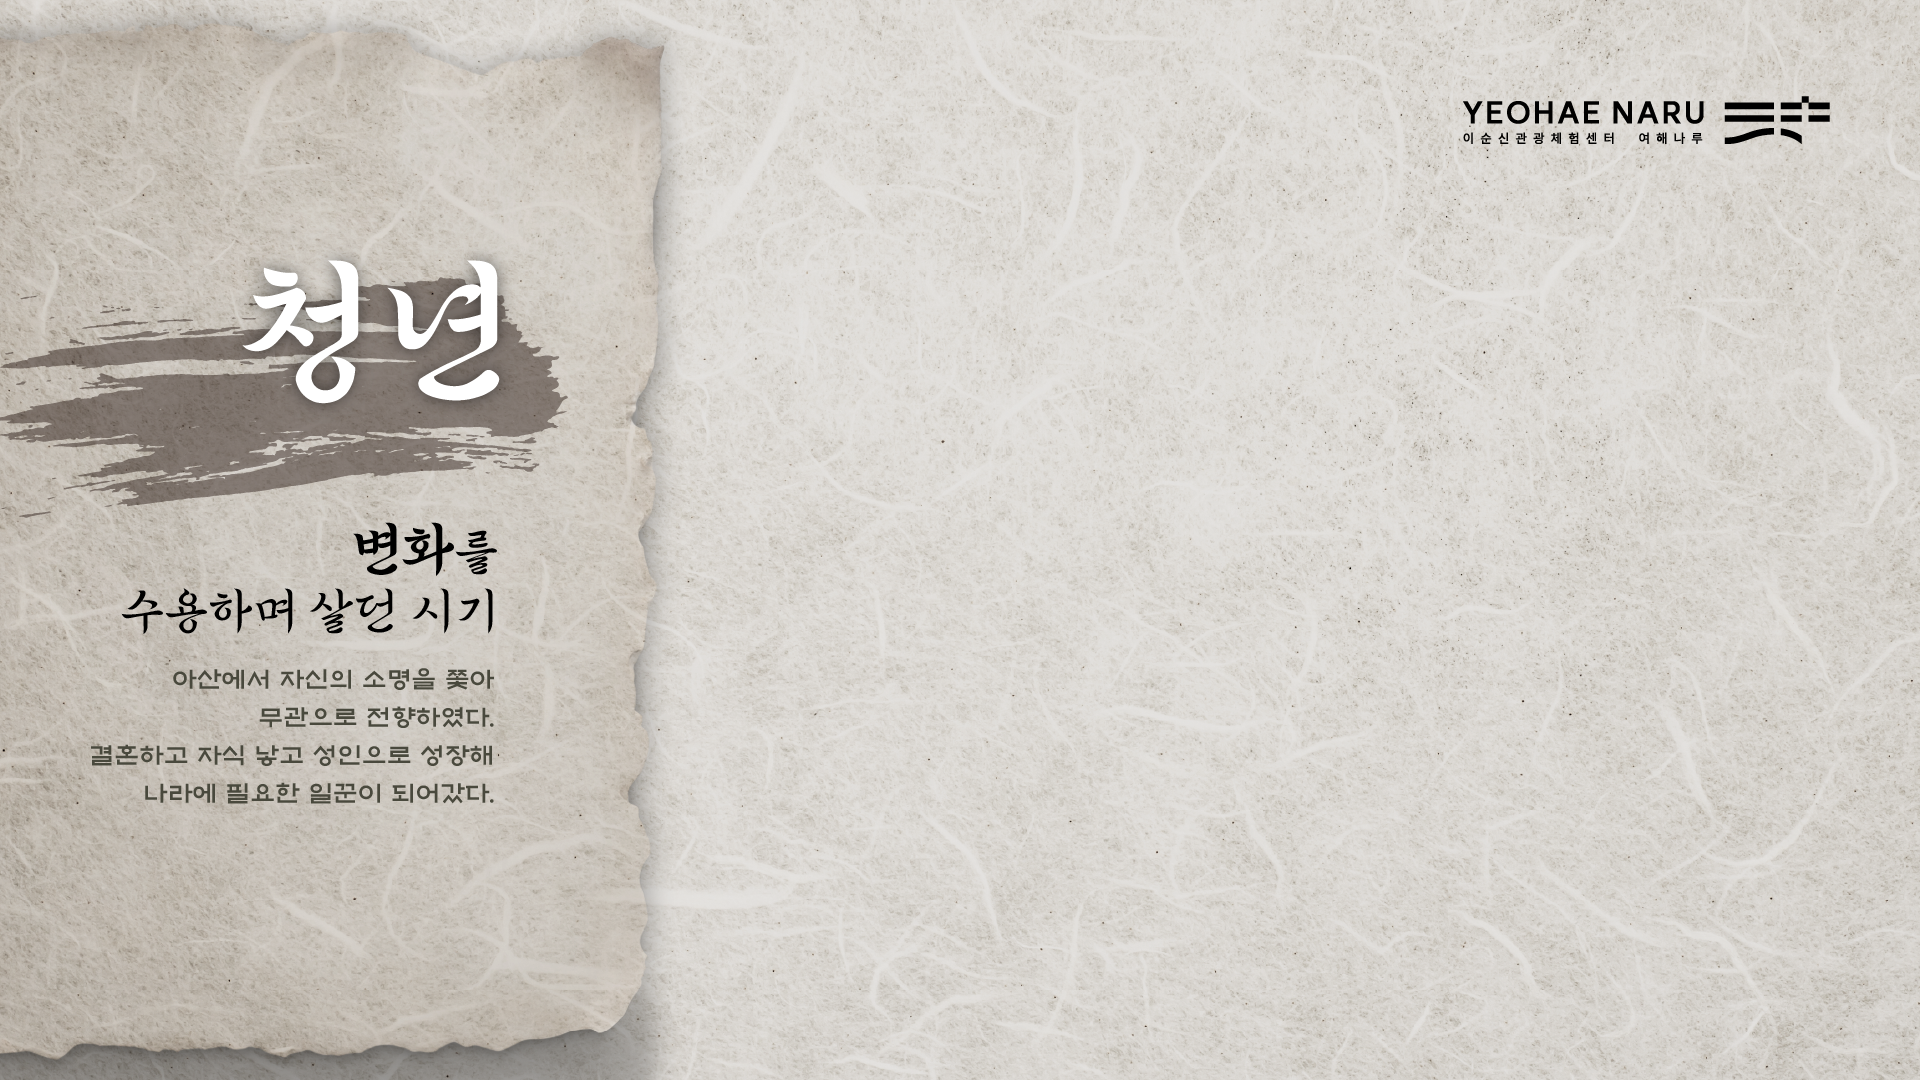 청년
변화를
수용하며 살던 시기
아산에서 자신의 소명을 쫓아
무관으로 전향하였다.
결혼하고 자식 낳고 성인으로 성장해·
나라에 필요한 일꾼이 되어갔다.
YEOHAE NARU
이순신관광체험센터 여해나루